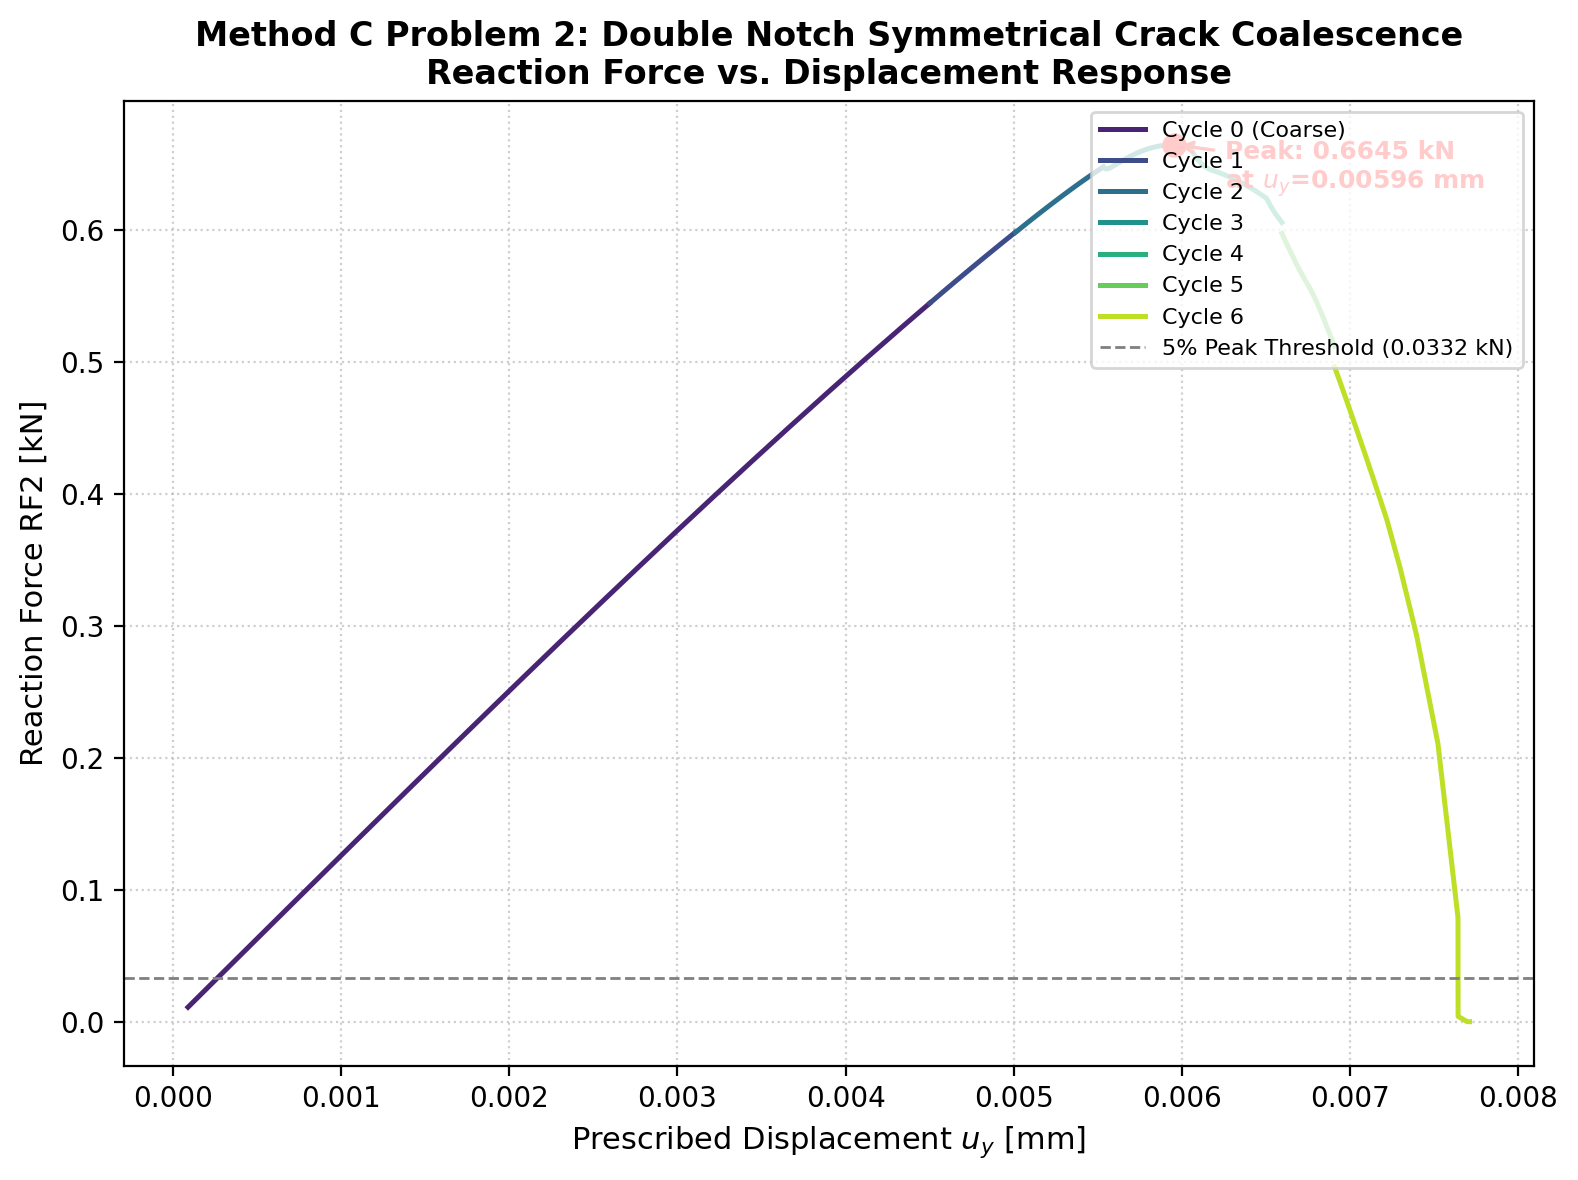 Method C Problem 2: Double Notch Symmetrical Crack Coalescence
Reaction Force vs. Displacement Response
Cycle 0 (Coarse)
Cycle 1
Cycle 2
Cycle 3
Cycle 4
Cycle 5
Cycle 6
5% Peak Threshold (0.0332 kN)
Peak: 0.6645 kN
at u_y=0.00596 mm
Reaction Force RF2 [kN]
0.6
0.5
0.4
0.3
0.2
0.1
0.0
0.000 0.001 0.002 0.003 0.004 0.005 0.006 0.007 0.008
Prescribed Displacement u_y [mm]